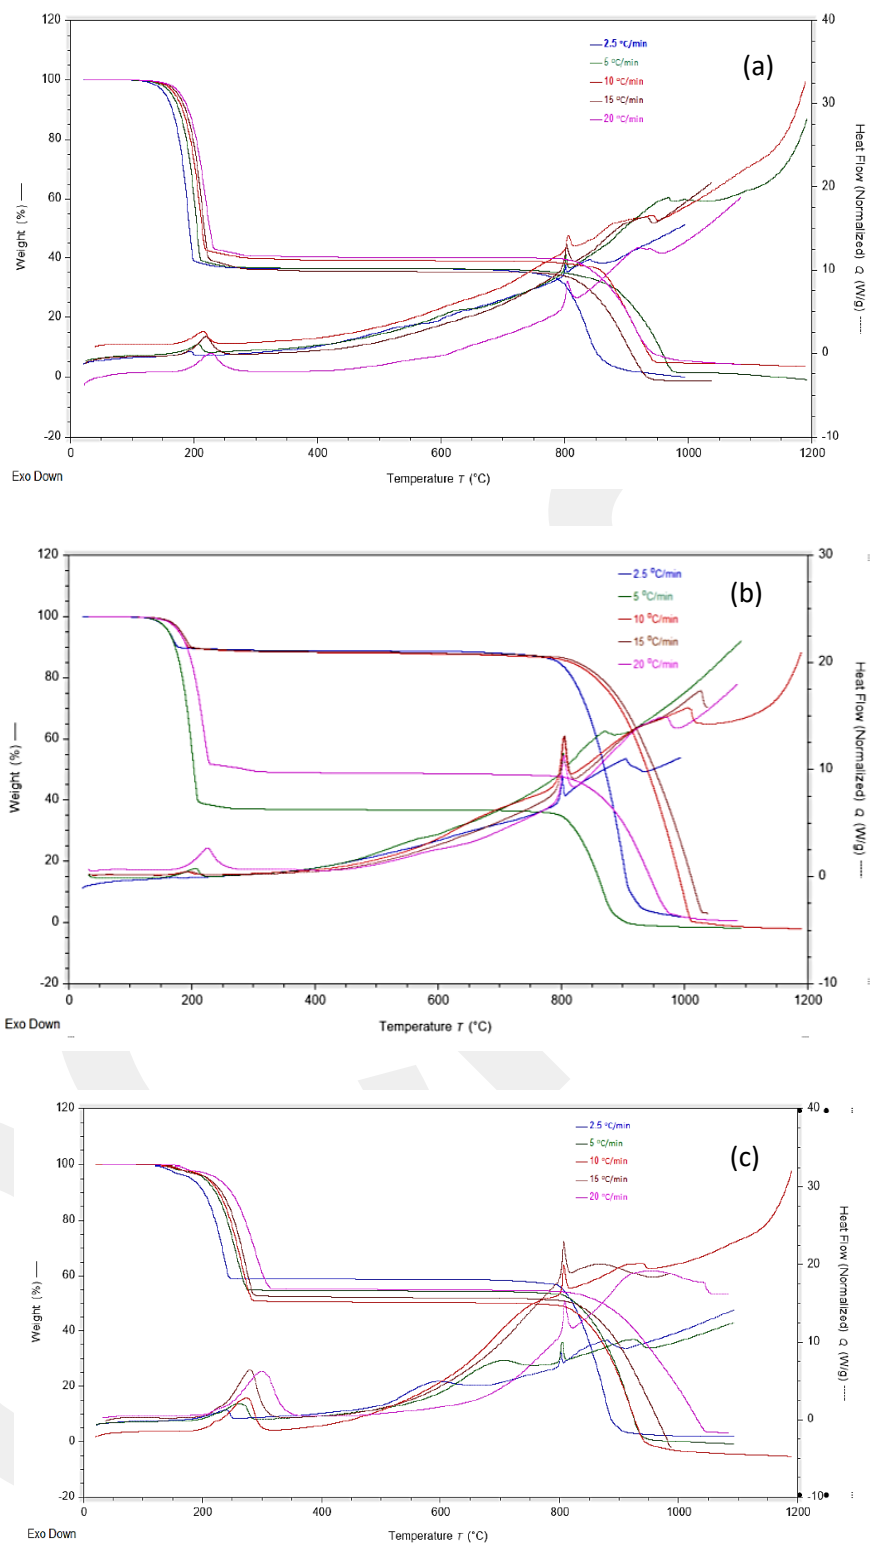 120
40
2.5 °C/min
5 °C/min
10 °C/min
15 °C/min
20 °C/min
(a)
100
30
80
60
20
40
10
20
0
0
-20
-10
0
200
400
600
800
1000
1200
Weight (%) —
Heat Flow (Normalized) Q (W/g) ------
Exo Down
Temperature T (°C)
120
30
2.5 ⁰C/min
5 ⁰C/min
10 ⁰C/min
15 ⁰C/min
20 ⁰C/min
(b)
100
20
80
60
10
40
20
0
0
-20
-10
0
200
400
600
800
1000
1200
Weight (%) —
Heat Flow (Normalized) Q (W/g) ------
Exo Down
Temperature T (°C)
120
40
2.5 °C/min
5 °C/min
10 °C/min
15 °C/min
20 °C/min
(c)
100
30
80
60
20
40
10
20
0
0
-20
-10
0
200
400
600
800
1000
1200
Weight (%) —
Heat Flow (Normalized) Q (W/g) -----
Exo Down
Temperature T (°C)